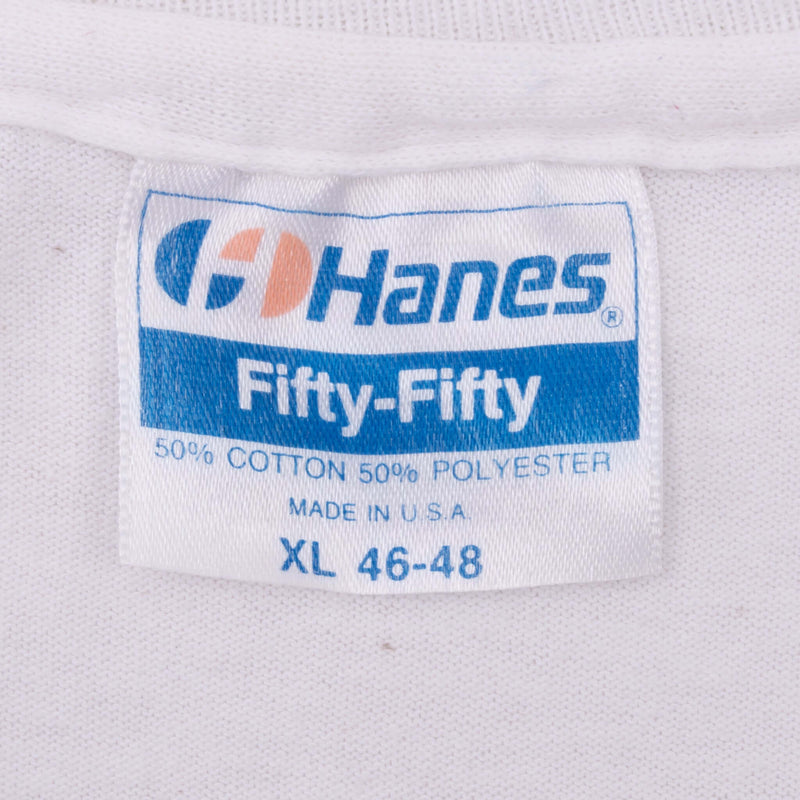 Hanes®
Fifty-Fifty
50% COTTON 50% POLYESTER
MADE IN U.S.A.
XL 46-48